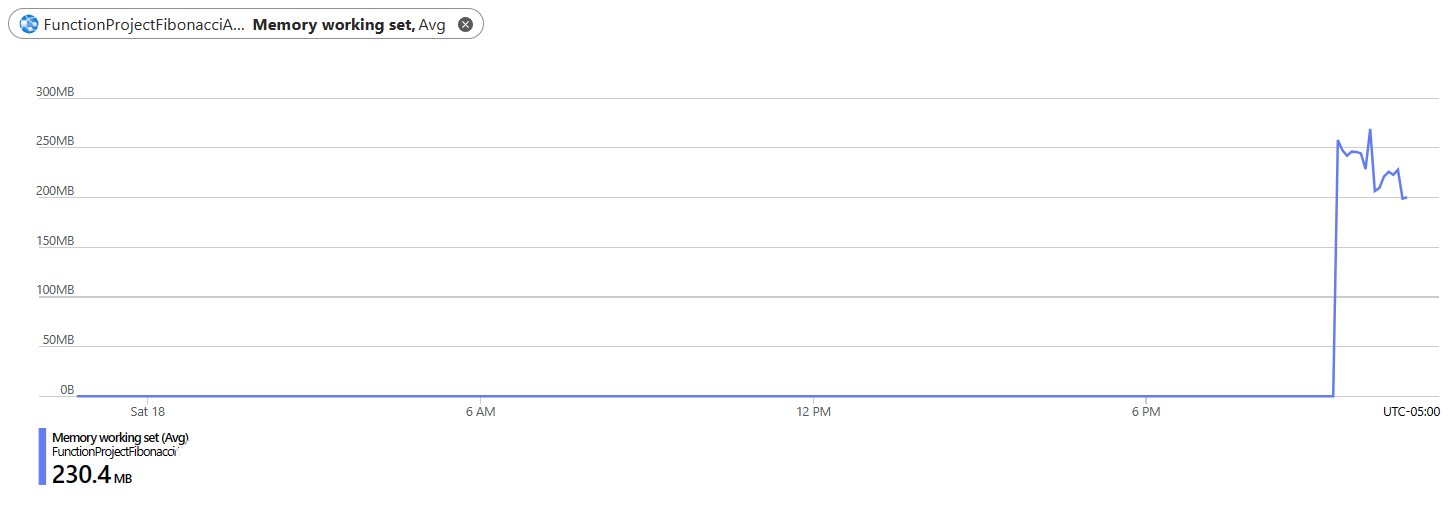 FunctionProjectFibonacciA... Memory working set, Avg
300MB
250MB
200MB
150MB
100MB
50MB
0B
Sat 18 6 AM 12 PM 6 PM UTC-05:00
Memory working set (Avg)
FunctionProjectFibonacci
230.4 MB